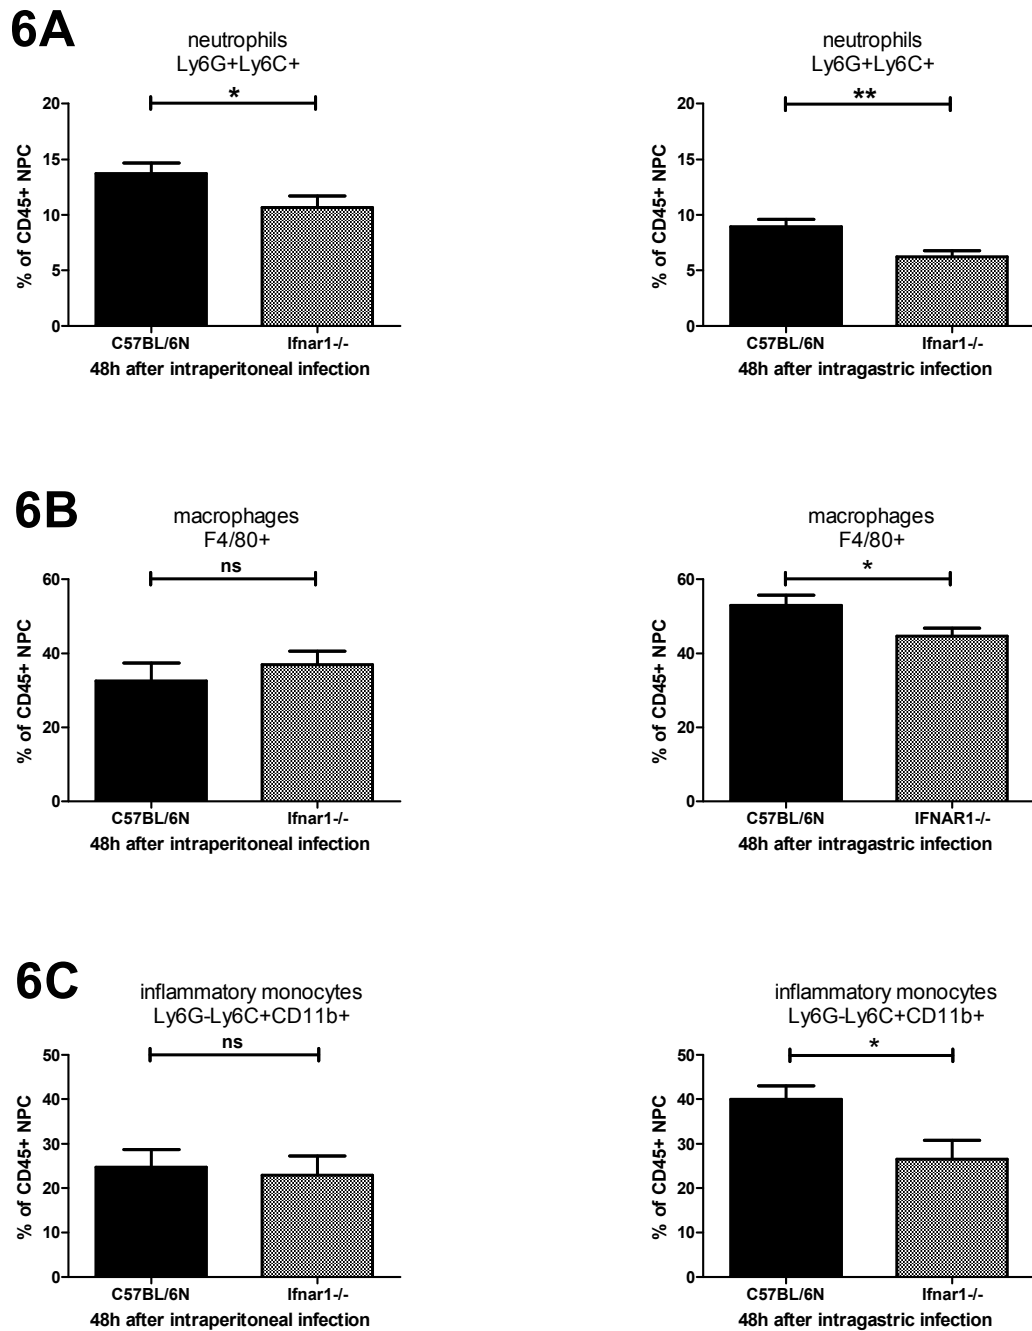 6A
neutrophils
Ly6G+Ly6C+
*
% of CD45+ NPC
20
15
10
5
0
C57BL/6N
Ifnar1-/-
48h after intraperitoneal infection
neutrophils
Ly6G+Ly6C+
**
% of CD45+ NPC
20
15
10
5
0
C57BL/6N
Ifnar1-/-
48h after intragastric infection
6B
macrophages
F4/80+
ns
% of CD45+ NPC
60
40
20
0
C57BL/6N
Ifnar1-/-
48h after intraperitoneal infection
macrophages
F4/80+
*
% of CD45+ NPC
60
40
20
0
C57BL/6N
IFNAR1-/-
48h after intragastric infection
6C
inflammatory monocytes
Ly6G-Ly6C+CD11b+
ns
% of CD45+ NPC
50
40
30
20
10
0
C57BL/6N
Ifnar1-/-
48h after intraperitoneal infection
inflammatory monocytes
Ly6G-Ly6C+CD11b+
*
% of CD45+ NPC
50
40
30
20
10
0
C57BL/6N
Ifnar1-/-
48h after intragastric infection